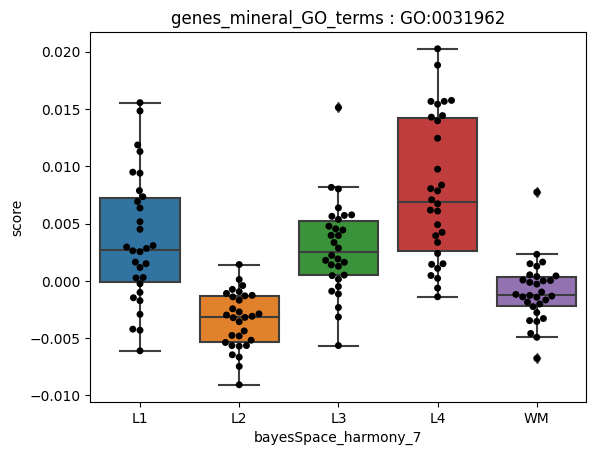 genes_mineral_GO_terms : GO:0031962
0.020
0.015
0.010
0.005
0.000
−0.005
−0.010
score
L1 L2 L3 L4 WM
bayesSpace_harmony_7